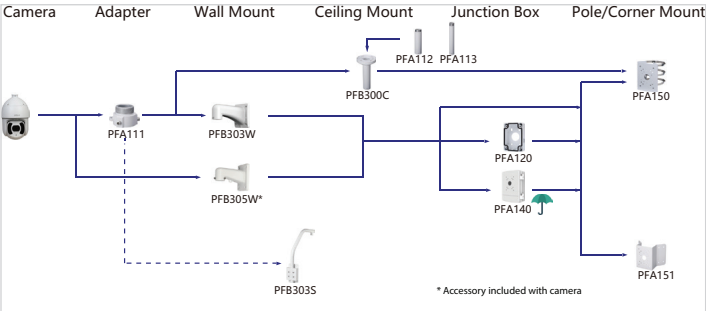 Camera Adapter Wall Mount Ceiling Mount Junction Box Pole/Corner Mount
PFA112 PFA113
PFB300C
PFA150
PFA111
PFB303W
PFA120
PFB305W*
PFA140
PFA151
PFB303S
* Accessory included with camera